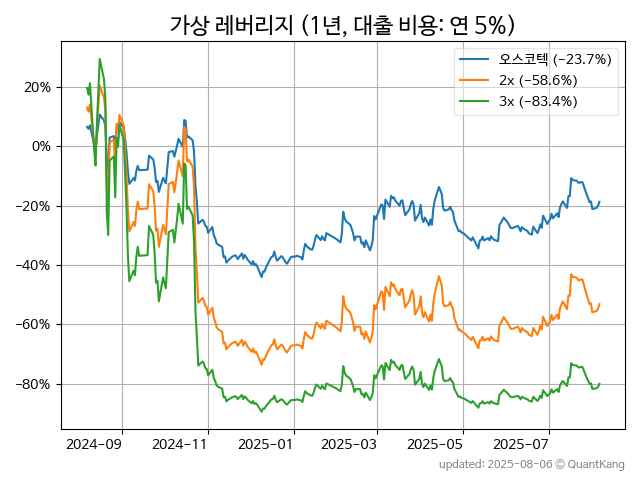 가상 레버리지 (1년, 대출 비용: 연 5%)
오스코텍 (-23.7%)
2x (-58.6%)
3x (-83.4%)
20%
0%
-20%
-40%
-60%
-80%
2024-09 2024-11 2025-01 2025-03 2025-05 2025-07
updated: 2025-08-06 © QuantKang